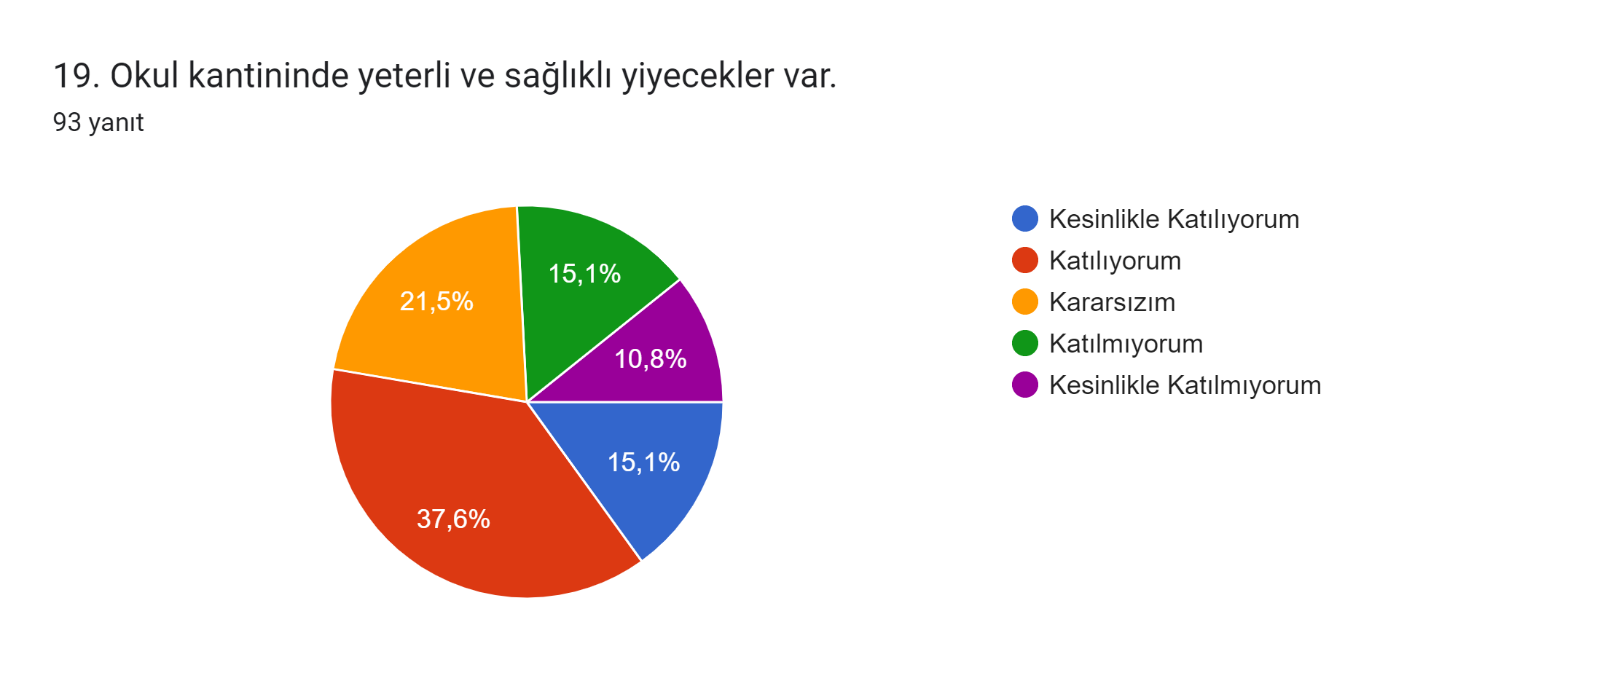 19. Okul kantininde yeterli ve sağlıklı yiyecekler var.
93 yanıt
15,1%
21,5%
10,8%
15,1%
37,6%
Kesinlikle Katılıyorum
Katılıyorum
Kararsızım
Katılmıyorum
Kesinlikle Katılmıyorum